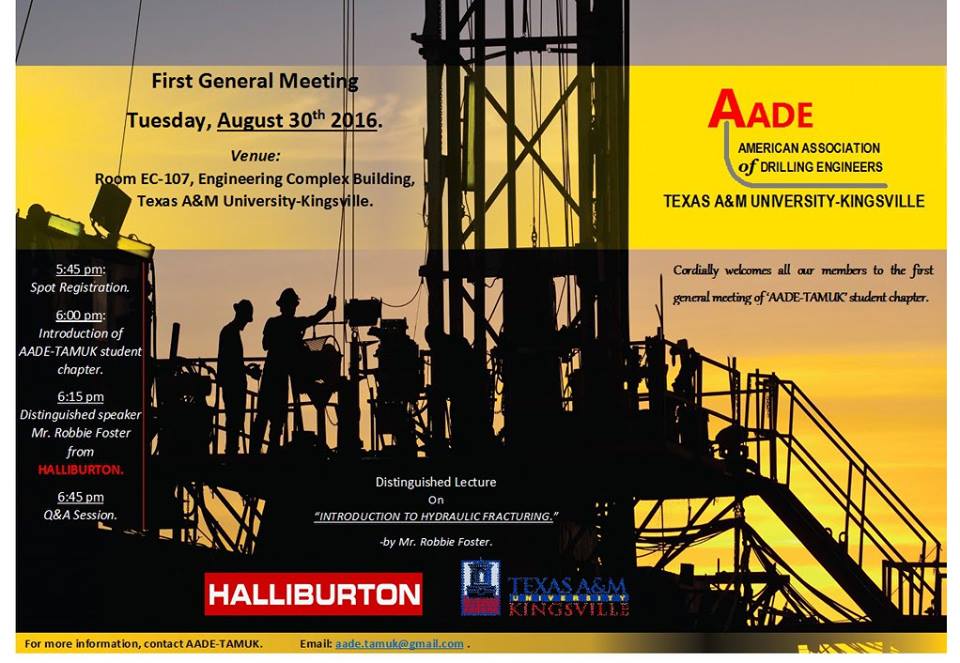 First General Meeting
Tuesday, August 30th 2016.
Venue:
Room EC-107, Engineering Complex Building,
Texas A&M University-Kingsville.
AADE
AMERICAN ASSOCIATION
of DRILLING ENGINEERS
TEXAS A&M UNIVERSITY-KINGSVILLE
Cordially welcomes all our members to the first
general meeting of 'AADE-TAMUK' student chapter.
5:45 pm:
Spot Registration.
6:00 pm:
Introduction of
AADE-TAMUK student
chapter.
6:15 pm
Distinguished speaker
Mr. Robbie Foster
from
HALLIBURTON.
6:45 pm
Q&A Session.
Distinguished Lecture
On
"INTRODUCTION TO HYDRAULIC FRACTURING."
-by Mr. Robbie Foster.
HALLIBURTON
TEXAS A&M
UNIVERSITY
KINGSVILLE
For more information, contact AADE-TAMUK. Email: aade.tamuk@gmail.com .